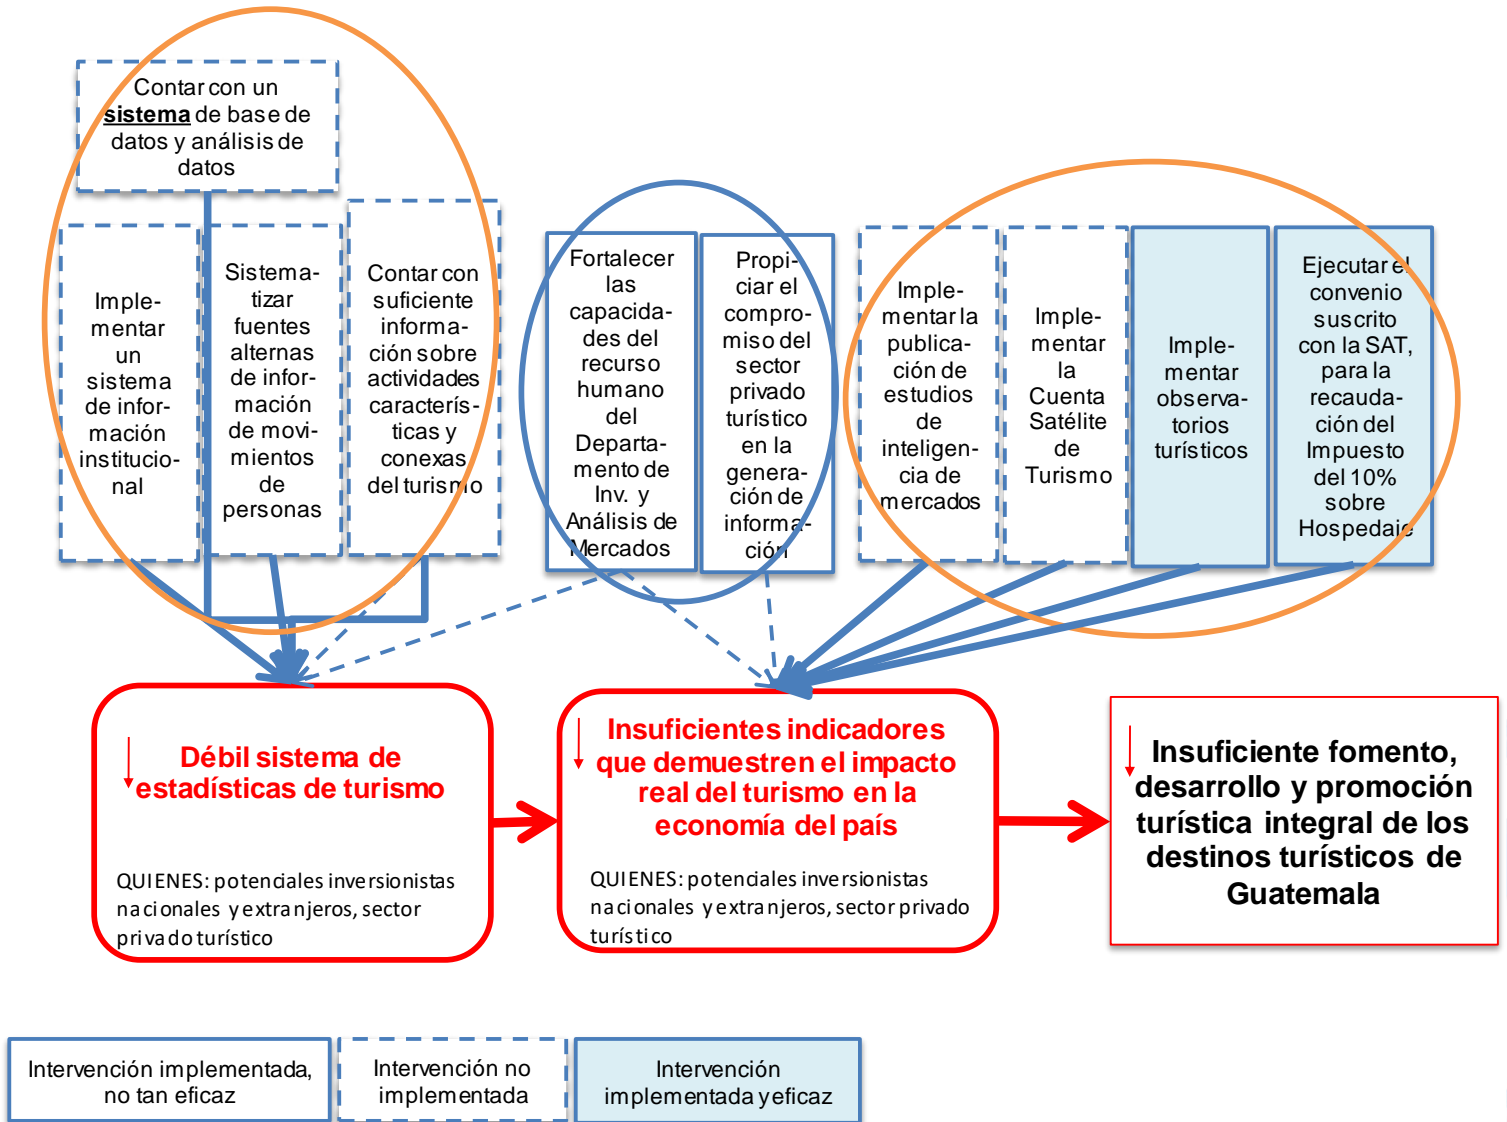 Contar con un
sistema de base de
datos y análisis de
datos
Imple-
mentar
un
sistema
de infor-
mación
institucio-
nal
Sistema-
tizar
fuentes
alternas
de infor-
mación
de movi-
mientos
de
personas
Contar con
suficiente
informa-
ción sobre
actividades
caracterís-
ticas y
conexas
del turismo
Fortalecer
las
capacida-
des del
recurso
humano
del
Departa-
mento de
Inv. y
Análisis de
Mercados
Propi-
ciar el
compro-
miso del
sector
privado
turístico
en la
genera-
ción de
informa-
ción
Imple-
mentar la
publica-
ción de
estudios
de
inteligen-
cia de
mercados
Imple-
mentar
la
Cuenta
Satélite
de
Turismo
Imple-
mentar
observa-
torios
turísticos
Ejecutar el
convenio
suscrito
con la SAT,
para la
recauda-
ción del
Impuesto
del 10%
sobre
Hospedaje
Débil sistema de
estadísticas de turismo
QUIENES: potenciales inversionistas
nacionales y extranjeros, sector
privado turístico
Insuficientes indicadores
que demuestren el impacto
real del turismo en la
economía del país
QUIENES: potenciales inversionistas
nacionales y extranjeros, sector privado
turístico
Insuficiente fomento,
desarrollo y promoción
turística integral de los
destinos turísticos de
Guatemala
Intervención implementada,
no tan eficaz
Intervención no
implementada
Intervención
implementada y eficaz